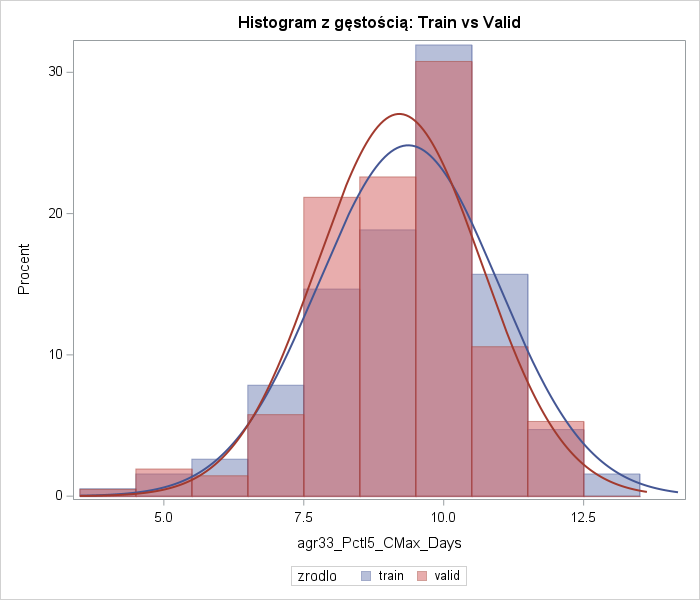 Histogram z gęstością: Train vs Valid
30
20
10
0
Procent
5.0 7.5 10.0 12.5
agr33_Pctl5_CMax_Days
zrodlo train valid